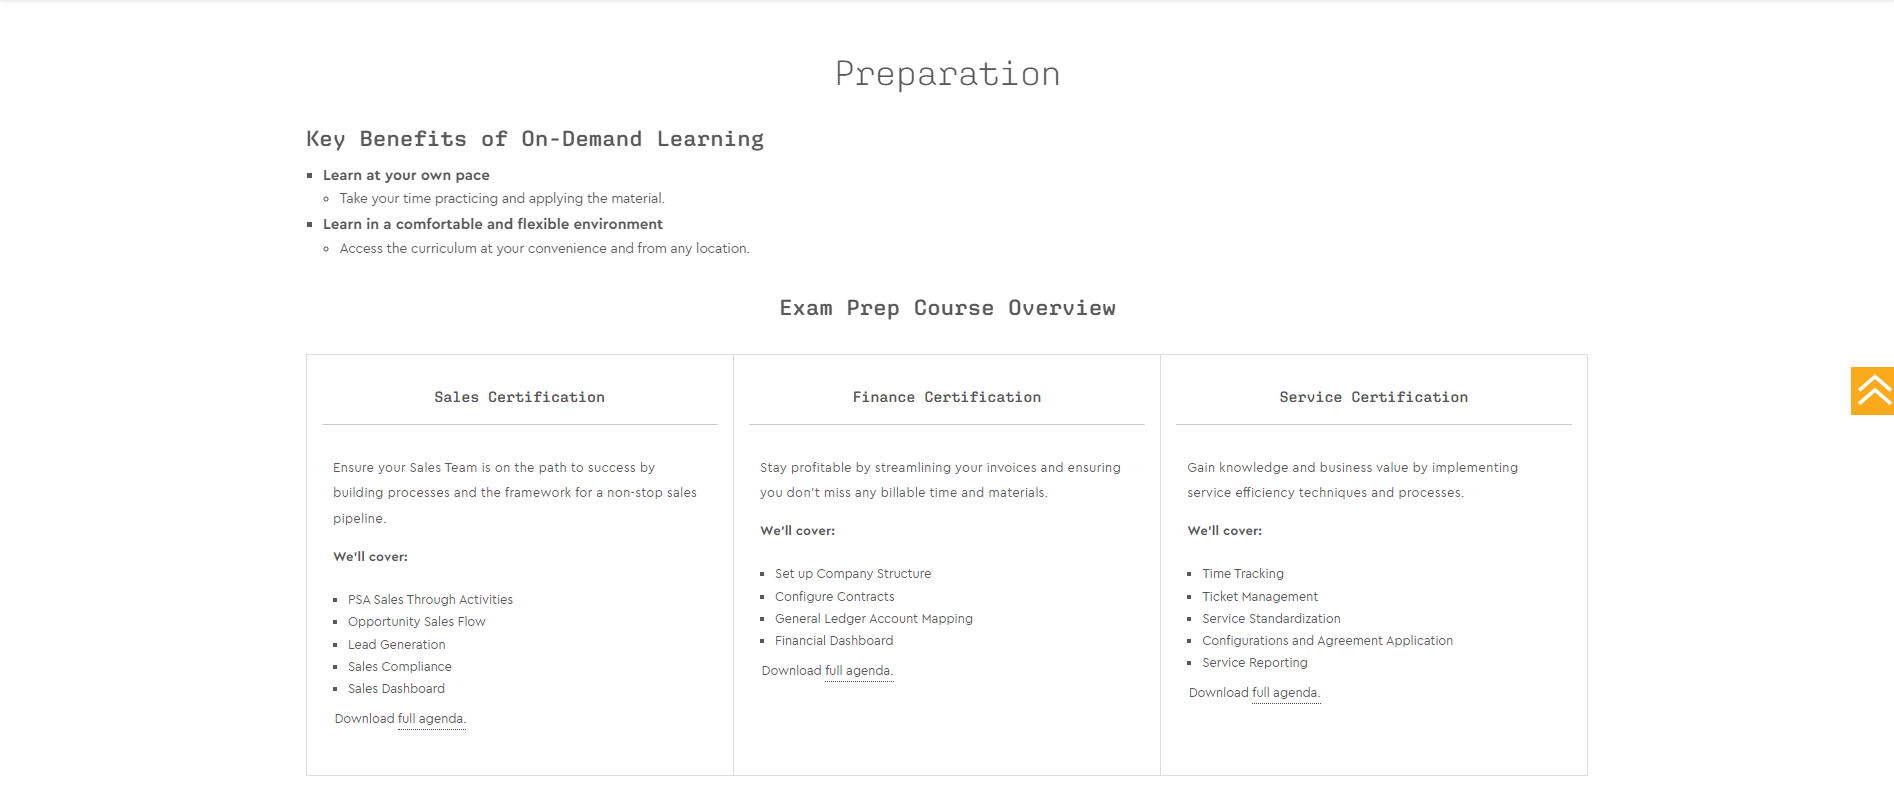 Preparation
Key Benefits of On-Demand Learning
Learn at your own pace
Take your time practicing and applying the material.
Learn in a comfortable and flexible environment
Access the curriculum at your convenience and from any location.
Exam Prep Course Overview
Sales Certification
Ensure your Sales Team is on the path to success by
building processes and the framework for a non-stop sales
pipeline.
We'll cover:
PSA Sales Through Activities
Opportunity Sales Flow
Lead Generation
Sales Compliance
Sales Dashboard
Download full agenda.
Finance Certification
Stay profitable by streamlining your invoices and ensuring
you don't miss any billable time and materials.
We'll cover:
Set up Company Structure
Configure Contracts
General Ledger Account Mapping
Financial Dashboard
Download full agenda.
Service Certification
Gain knowledge and business value by implementing
service efficiency techniques and processes.
We'll cover:
Time Tracking
Ticket Management
Service Standardization
Configurations and Agreement Application
Service Reporting
Download full agenda.